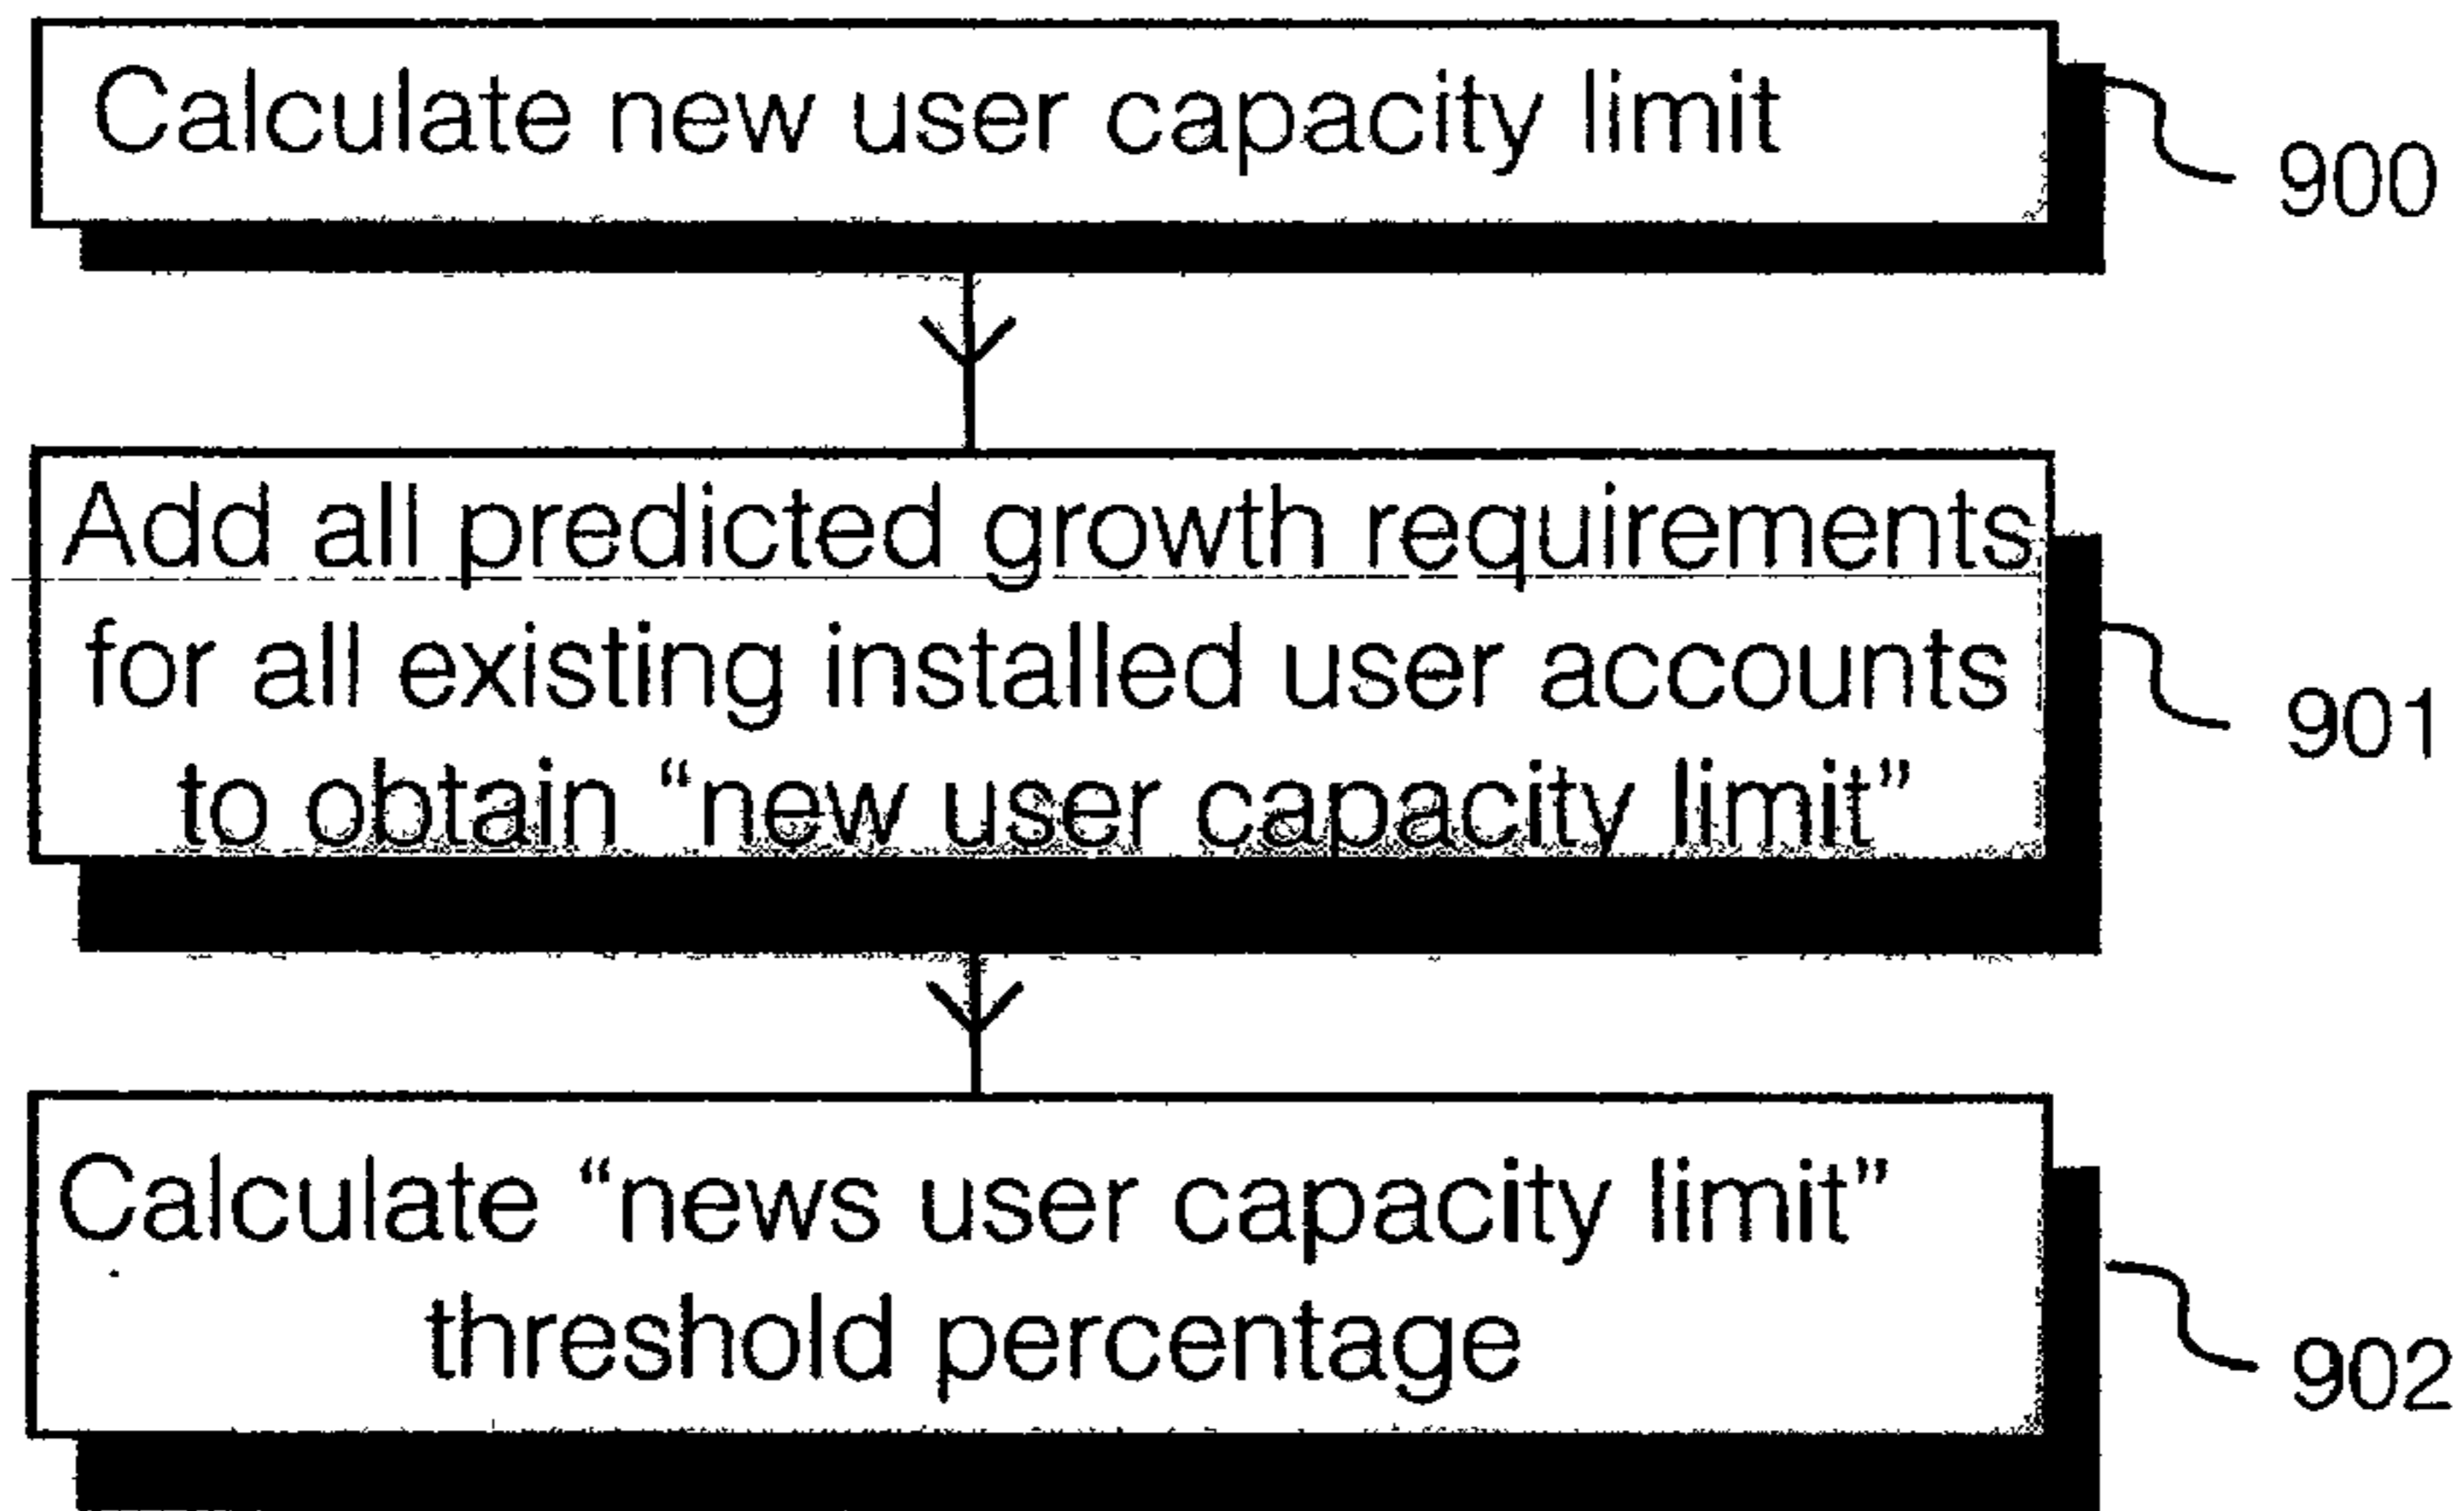 Calculate new user capacity limit
900
Add all predicted growth requirements
for all existing installed user accounts
901
to obtain “new user capacity limit”
Calculate “news user capacity limit”
threshold percentage
902